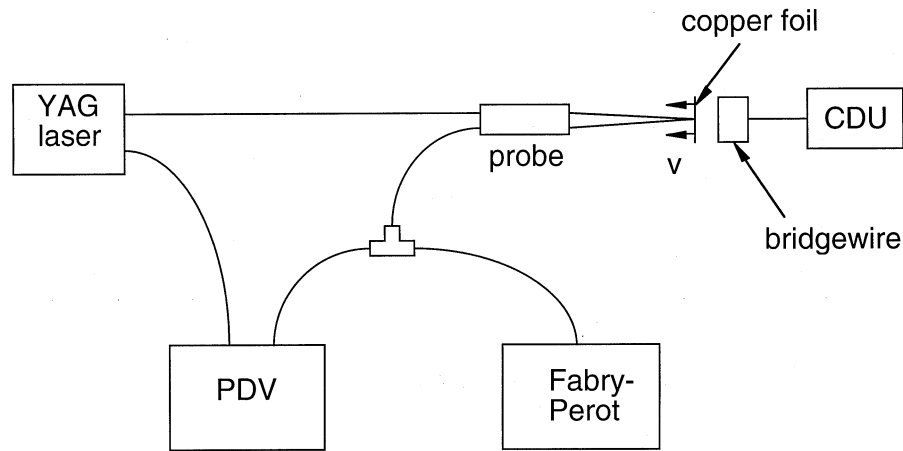 copper foil
YAG
laser
CDU
probe
v
bridgewire
PDV
Fabry-
Perot